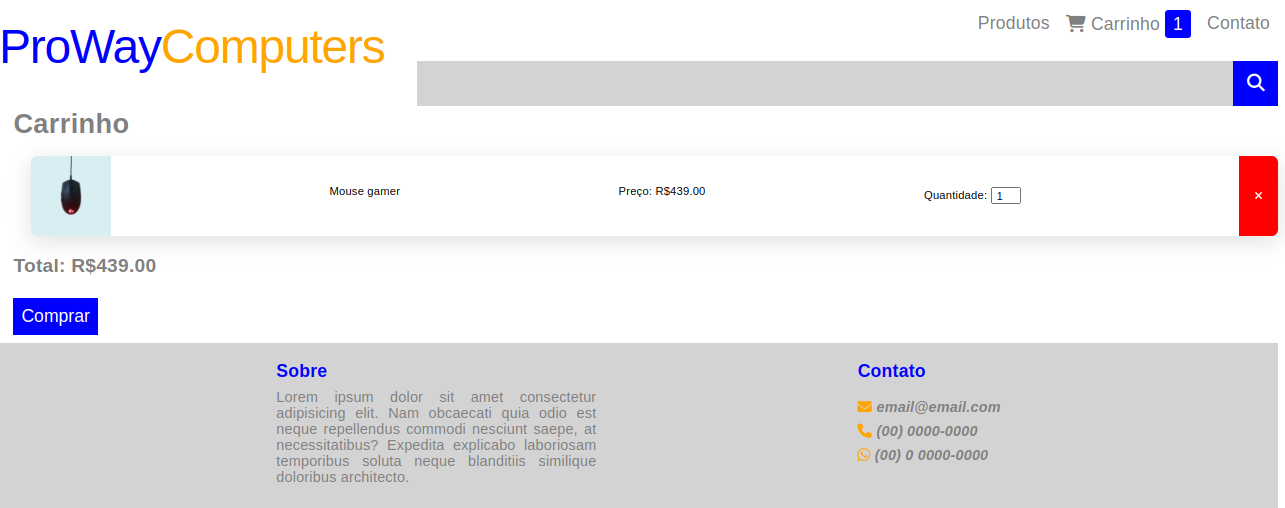 Produtos Carrinho 1 Contato
ProWayComputers
Carrinho
Mouse gamer Preço: R$439.00 Quantidade: 1 ×
Total: R$439.00
Comprar
Sobre
Lorem ipsum dolor sit amet consectetur
adipisicing elit. Nam obcaecati quia odio est
neque repellendus commodi nesciunt saepe, at
necessitatibus? Expedita explicabo laboriosam
temporibus soluta neque blanditiis similique
doloribus architecto.
Contato
email@email.com
(00) 0000-0000
(00) 0 0000-0000